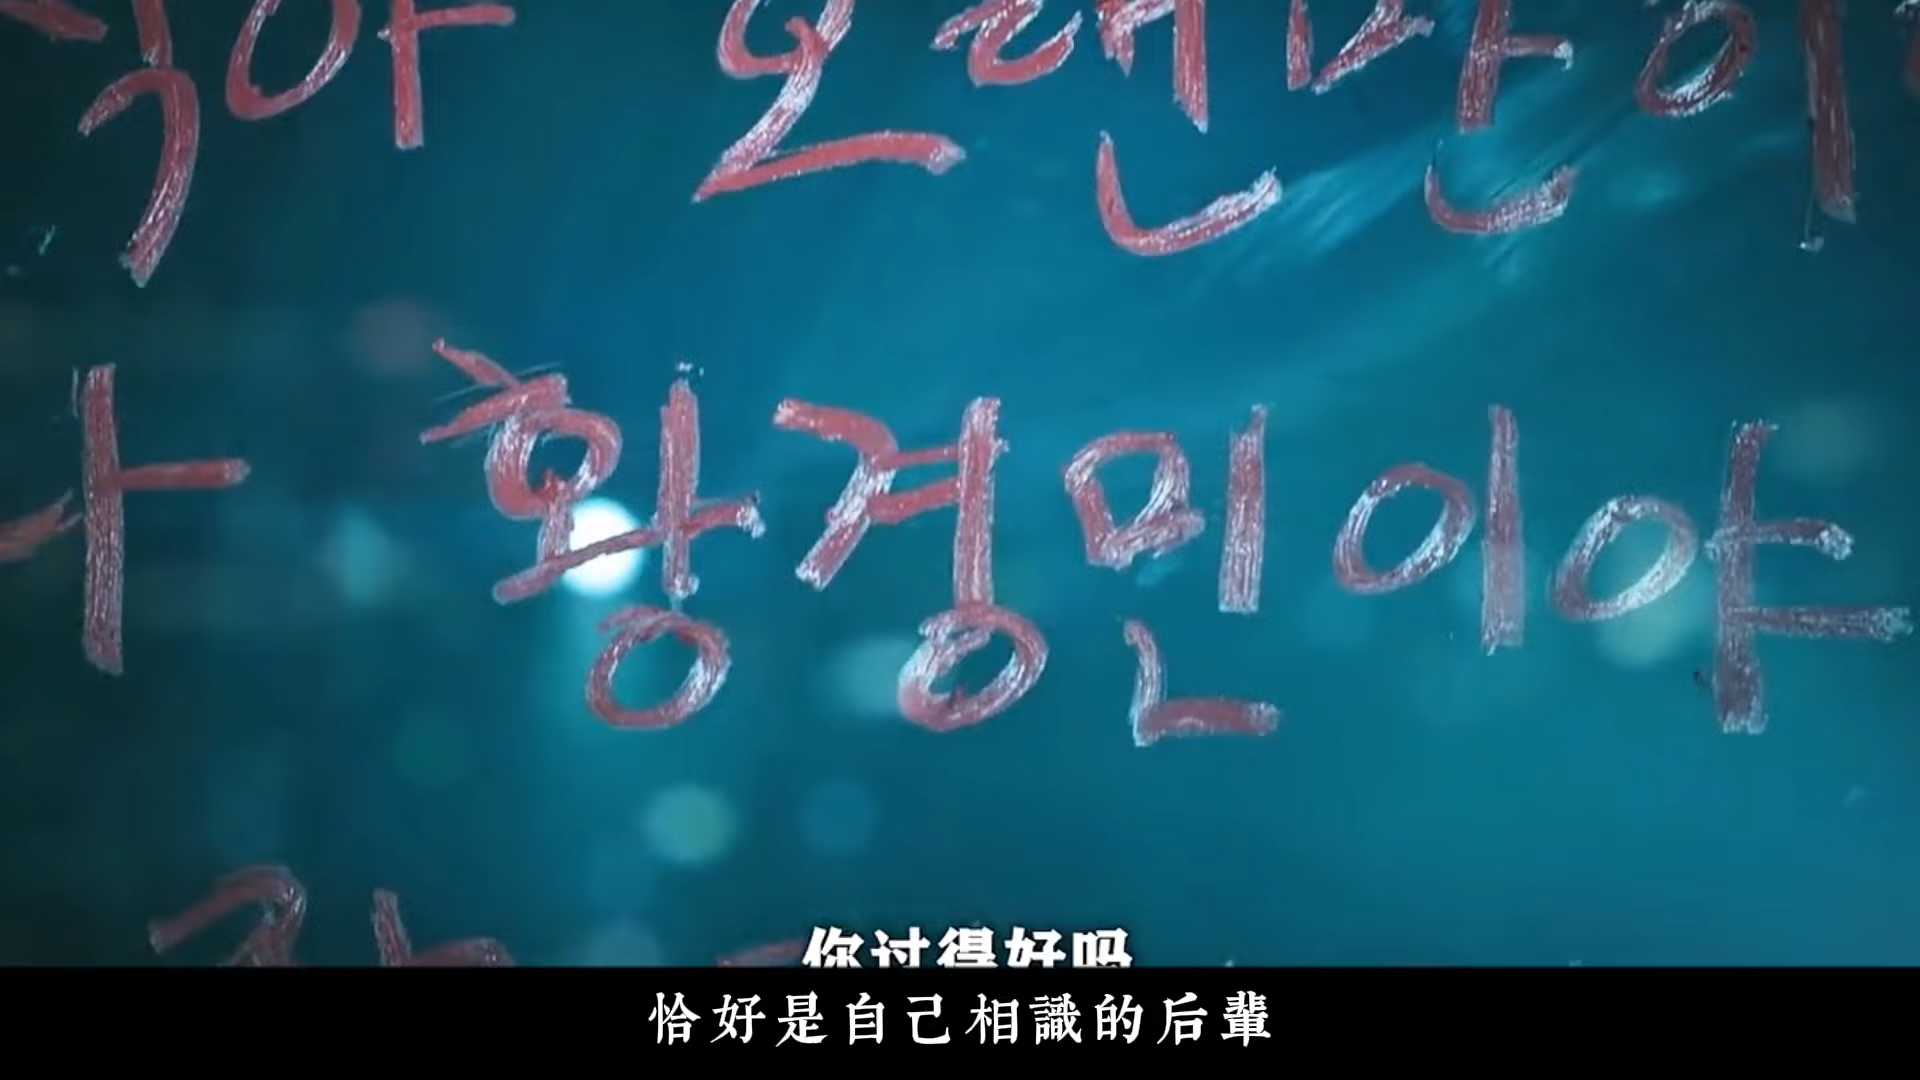 야 오랜만이
나 황경민이야
你过得好吗
恰好是自己相識的后輩